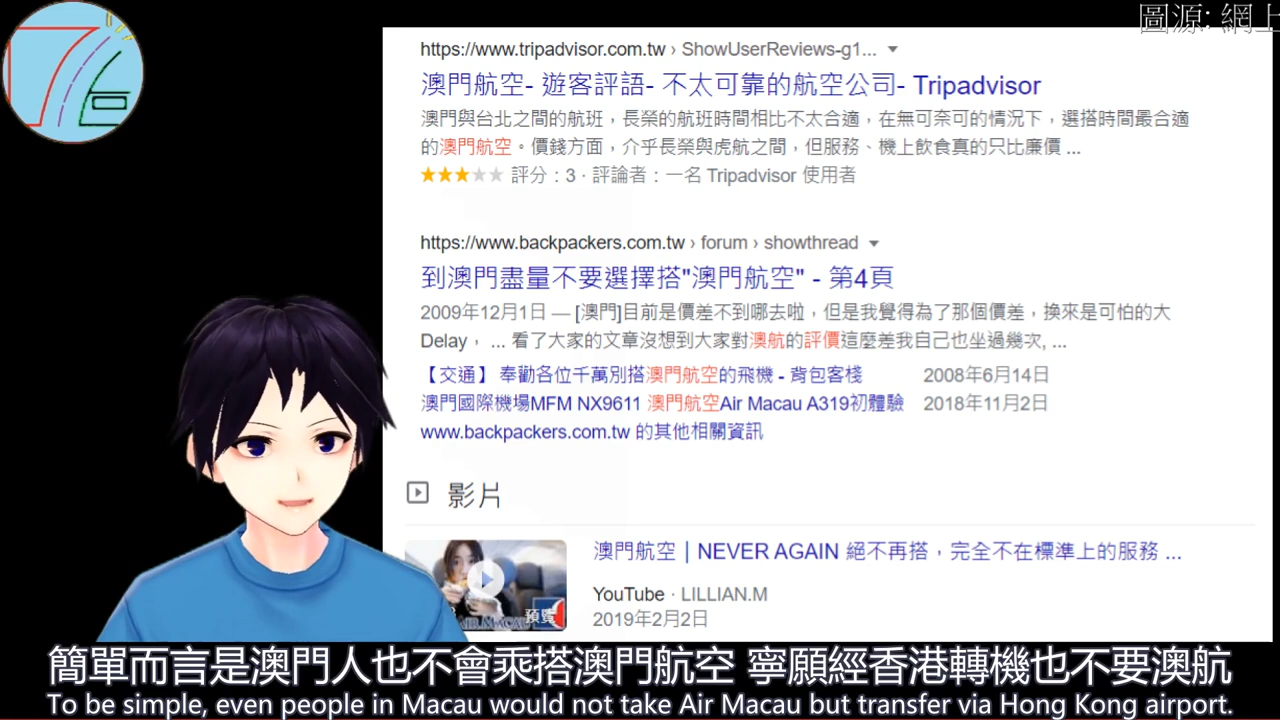 圖源: 網上
https://www.tripadvisor.com.tw › ShowUserReviews-g1...
澳門航空- 遊客評語- 不太可靠的航空公司- Tripadvisor
澳門與台北之間的航班，長榮的航班時間相比不太合適，在無可奈可的情況下，選搭時間最合適
的澳門航空。價錢方面，介乎長榮與虎航之間，但服務、機上飲食真的只比廉價 ...
評分：3 · 評論者：一名 Tripadvisor 使用者
https://www.backpackers.com.tw › forum › showthread
到澳門盡量不要選擇搭"澳門航空" - 第4頁
2009年12月1日 — [澳門]目前是價差不到哪去啦，但是我覺得為了那個價差，換來是可怕的大
Delay， ... 看了大家的文章沒想到大家對澳航的評價這麼差我自己也坐過幾次, ...
【交通】 奉勸各位千萬別搭澳門航空的飛機 - 背包客棧 2008年6月14日
澳門國際機場MFM NX9611 澳門航空Air Macau A319初體驗 2018年11月2日
www.backpackers.com.tw 的其他相關資訊
影片
澳門航空｜NEVER AGAIN 絕不再搭，完全不在標準上的服務 ...
YouTube · LILLIAN.M
2019年2月2日
AIR MACAU
預覽
簡單而言是澳門人也不會乘搭澳門航空 寧願經香港轉機也不要澳航
To be simple, even people in Macau would not take Air Macau but transfer via Hong Kong airport.